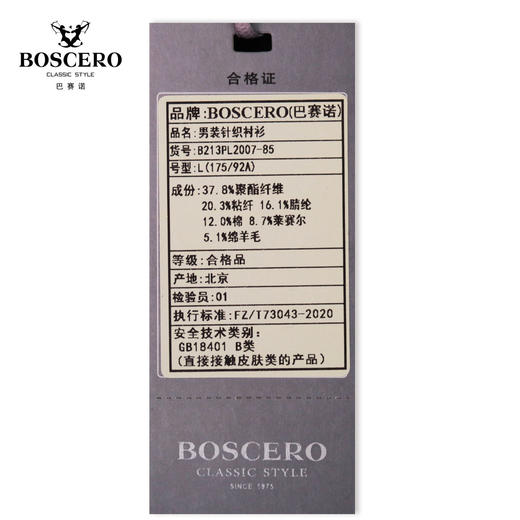 BOSCERO
CLASSIC STYLE
巴赛诺
合格证
品牌:BOSCERO(巴赛诺)
品名:男装针织衬衫
货号:B213PL2007-85
号型:L(175/92A)
成份:37.8%聚酯纤维
20.3%粘纤 16.1%腈纶
12.0%棉 8.7%莱赛尔
5.1%绵羊毛
等级:合格品
产地:北京
检验员:01
执行标准:FZ/T73043-2020
安全技术类别:
GB18401 B类
(直接接触皮肤类的产品)
BOSCERO
CLASSIC STYLE
SINCE 1975